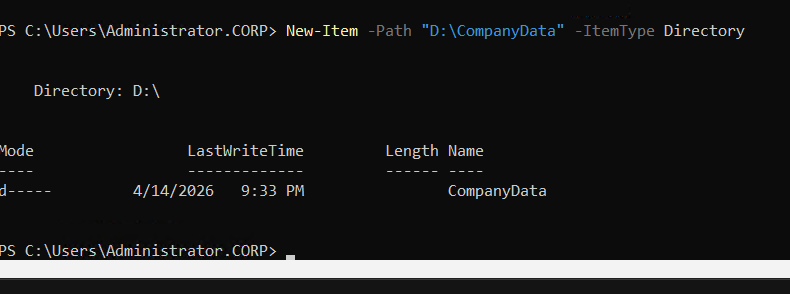 PS C:\Users\Administrator.CORP> New-Item -Path "D:\CompanyData" -ItemType Directory
Directory: D:\
Mode LastWriteTime Length Name
---- ------------- ------ ----
d----- 4/14/2026 9:33 PM CompanyData
PS C:\Users\Administrator.CORP>